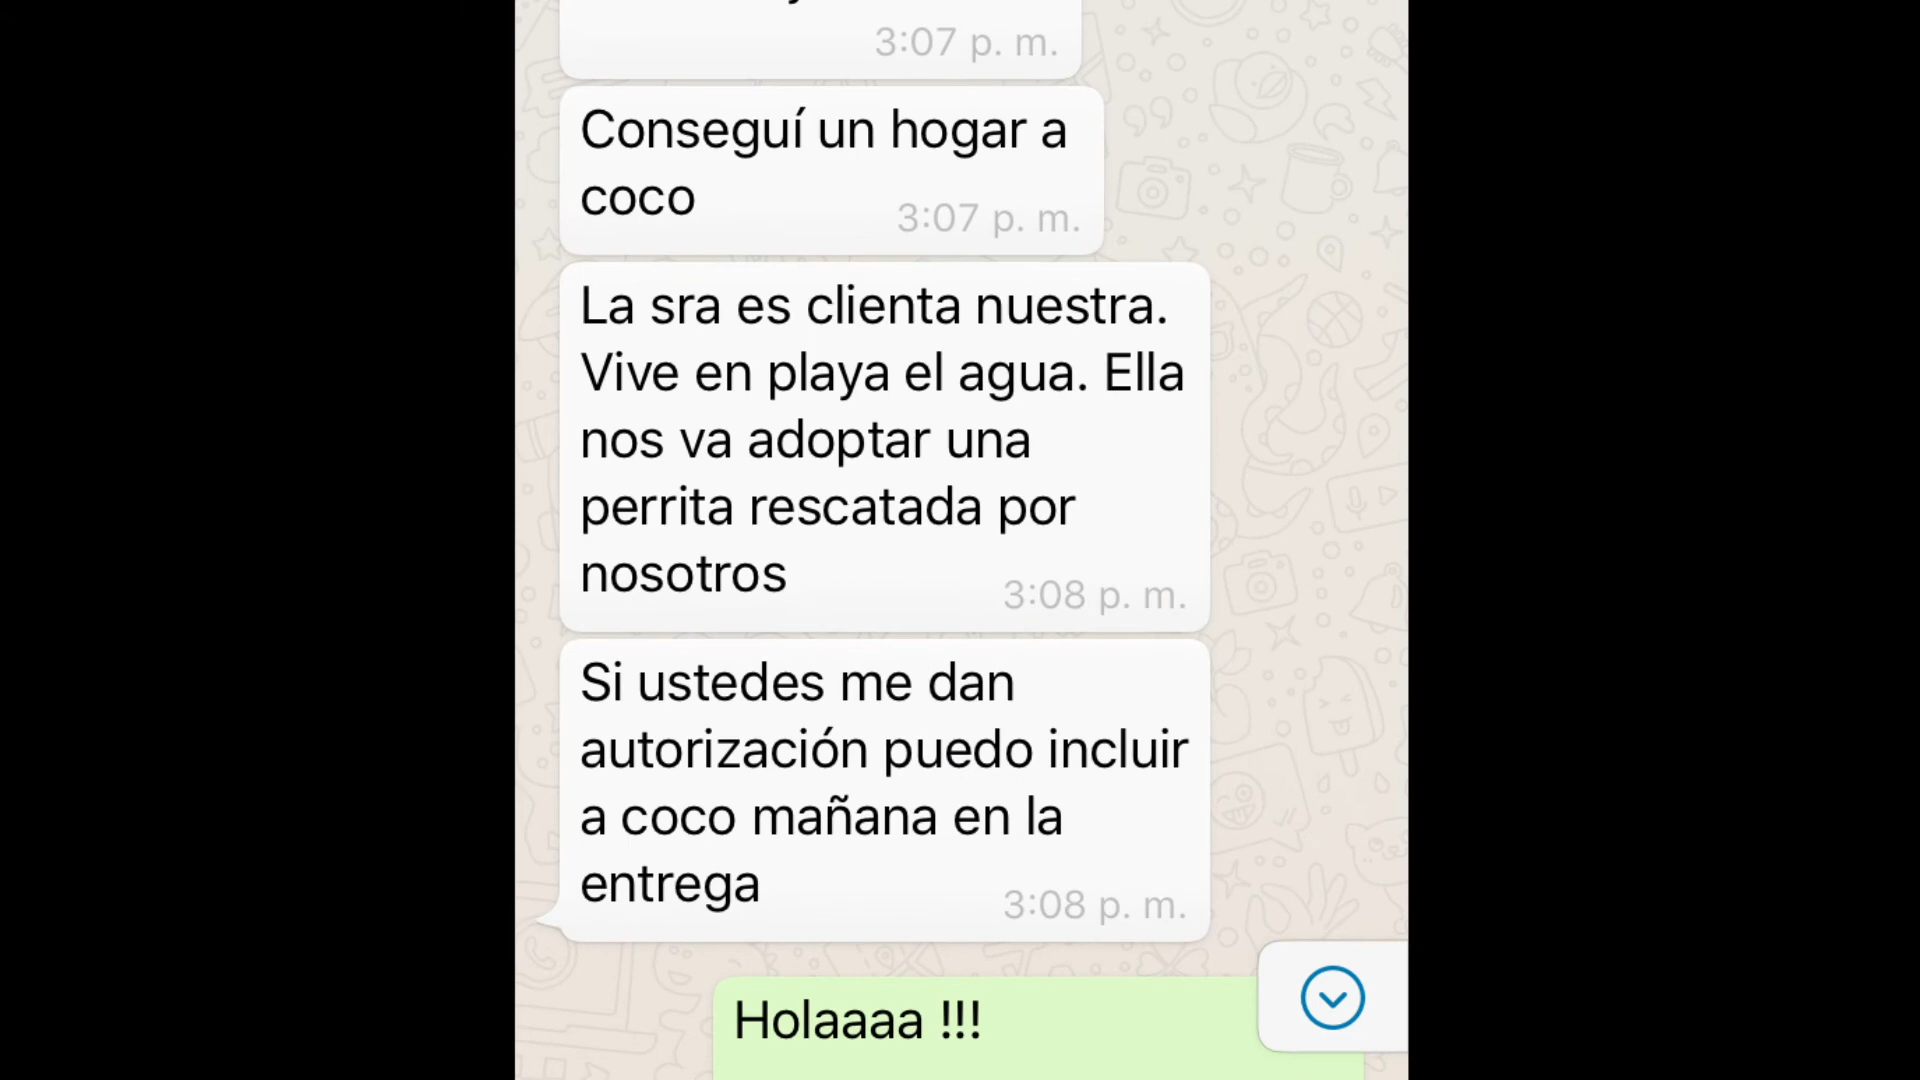 3:07 p. m.
Conseguí un hogar a
coco
3:07 p. m.
La sra es clienta nuestra.
Vive en playa el agua. Ella
nos va adoptar una
perrita rescatada por
nosotros
3:08 p. m.
Si ustedes me dan
autorización puedo incluir
a coco mañana en la
entrega
3:08 p. m.
Holaaaa !!!